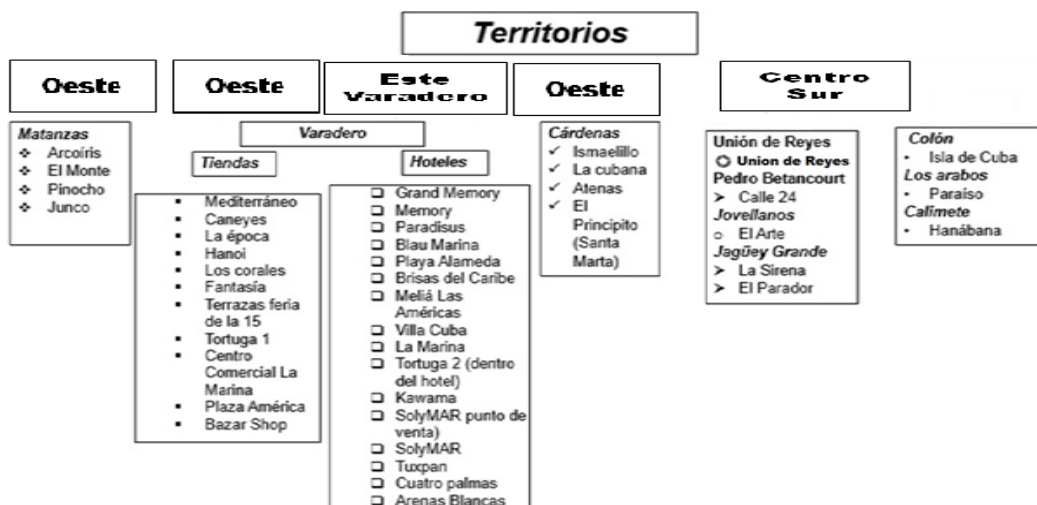 Territorios
Oeste
Oeste
Este
Varadero
Oeste
Centro
Sur
Matanzas
Arcoíris
El Monte
Pinocho
Junco
Varadero
Tiendas
Mediterráneo
Caneyes
La época
Hanoi
Los corales
Fantasía
Terrazas feria
de la 15
Tortuga 1
Centro
Comercial La
Marina
Plaza América
Bazar Shop
Hoteles
Grand Memory
Memory
Paradisus
Blau Marina
Playa Alameda
Brisas del Caribe
Meliá Las
Américas
Villa Cuba
La Marina
Tortuga 2 (dentro
del hotel)
Kawama
SolyMAR punto de
venta)
SolyMAR
Tuxpan
Cuatro palmas
Arenas Blancas
Cárdenas
Ismaelillo
La cubana
Atenas
El
Principito
(Santa
Marta)
Unión de Reyes
Union de Reyes
Pedro Betancourt
Calle 24
Jovellanos
El Arte
Jagüey Grande
La Sirena
El Parador
Colón
Isla de Cuba
Los arabos
Paraíso
Calimete
Hanábana